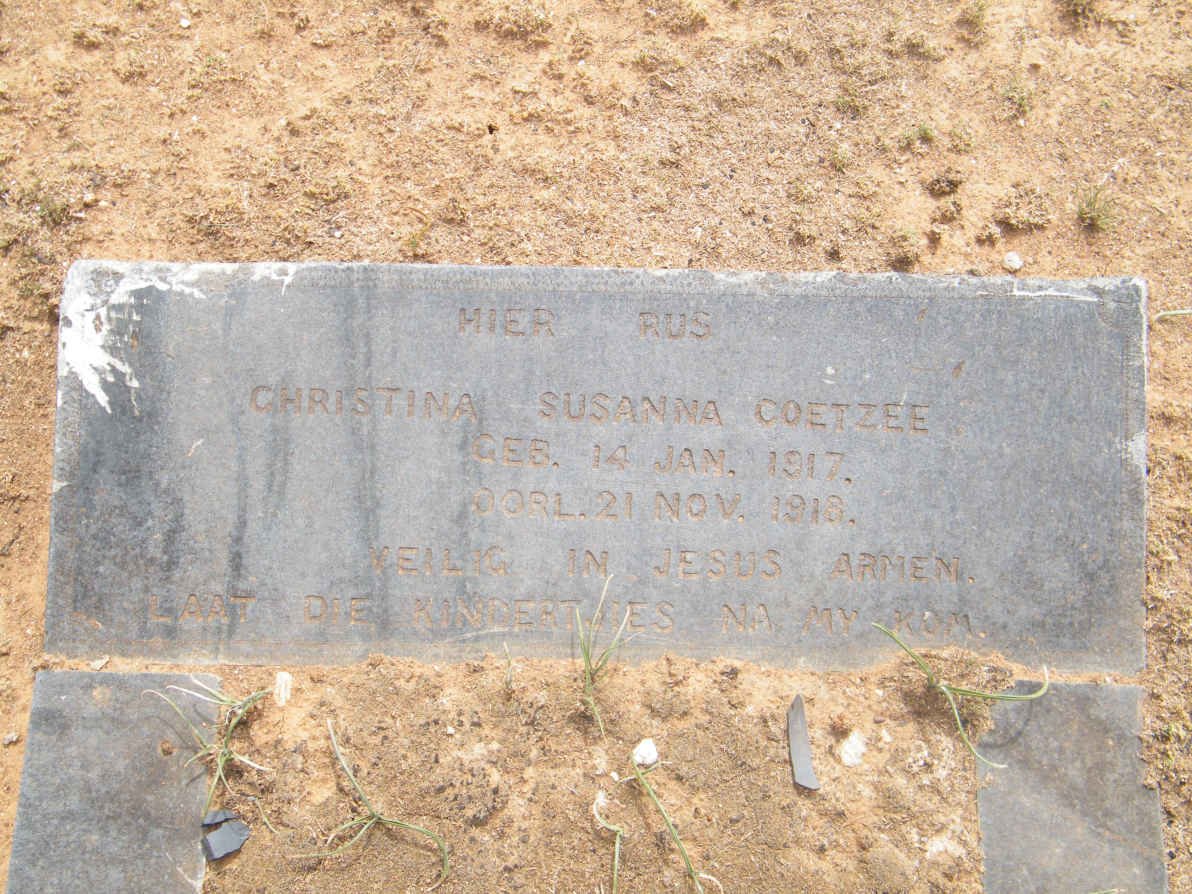 HIER RUS
CHRISTINA SUSANNA COETZEE.
GEB. 14 JAN. 1917.
OORL. 21 NOV. 1918.
VEILIG IN JESUS ARMEN.
LAAT DIE KINDERTJIES NA MY KOM.